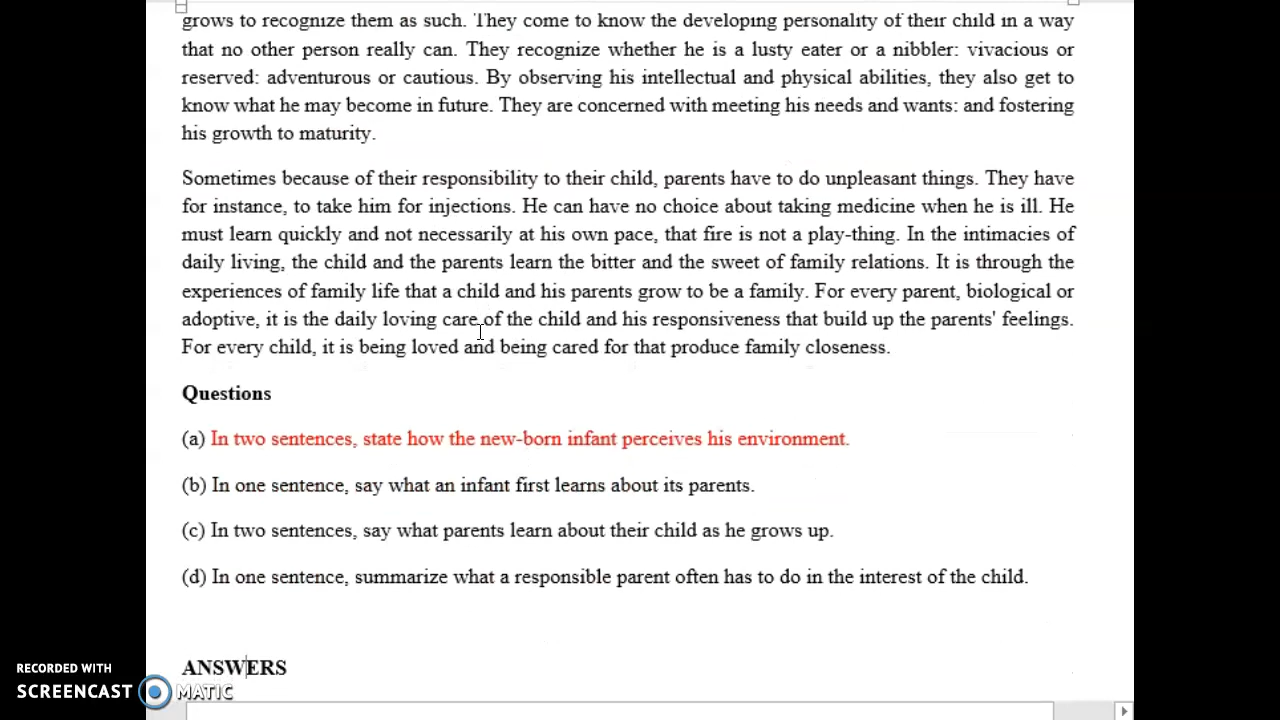 grows to recognize them as such. They come to know the developing personality of their child in a way
that no other person really can. They recognize whether he is a lusty eater or a nibbler: vivacious or
reserved: adventurous or cautious. By observing his intellectual and physical abilities, they also get to
know what he may become in future. They are concerned with meeting his needs and wants: and fostering
his growth to maturity.
Sometimes because of their responsibility to their child, parents have to do unpleasant things. They have
for instance, to take him for injections. He can have no choice about taking medicine when he is ill. He
must learn quickly and not necessarily at his own pace, that fire is not a play-thing. In the intimacies of
daily living, the child and the parents learn the bitter and the sweet of family relations. It is through the
experiences of family life that a child and his parents grow to be a family. For every parent, biological or
adoptive, it is the daily loving care of the child and his responsiveness that build up the parents' feelings.
For every child, it is being loved and being cared for that produce family closeness.
Questions
(a) In two sentences, state how the new-born infant perceives his environment.
(b) In one sentence, say what an infant first learns about its parents.
(c) In two sentences, say what parents learn about their child as he grows up.
(d) In one sentence, summarize what a responsible parent often has to do in the interest of the child.
ANSWERS
RECORDED WITH
SCREENCAST MATIC